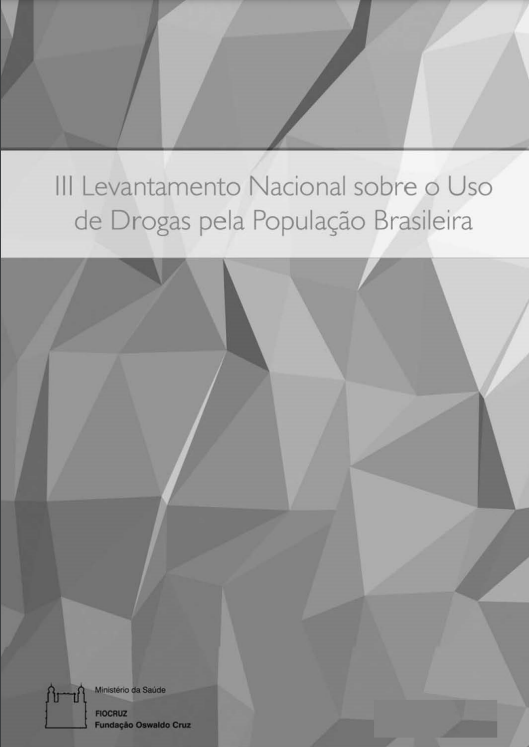 III Levantamento Nacional sobre o Uso
de Drogas pela População Brasileira
Ministério da Saúde
FIOCRUZ
Fundação Oswaldo Cruz